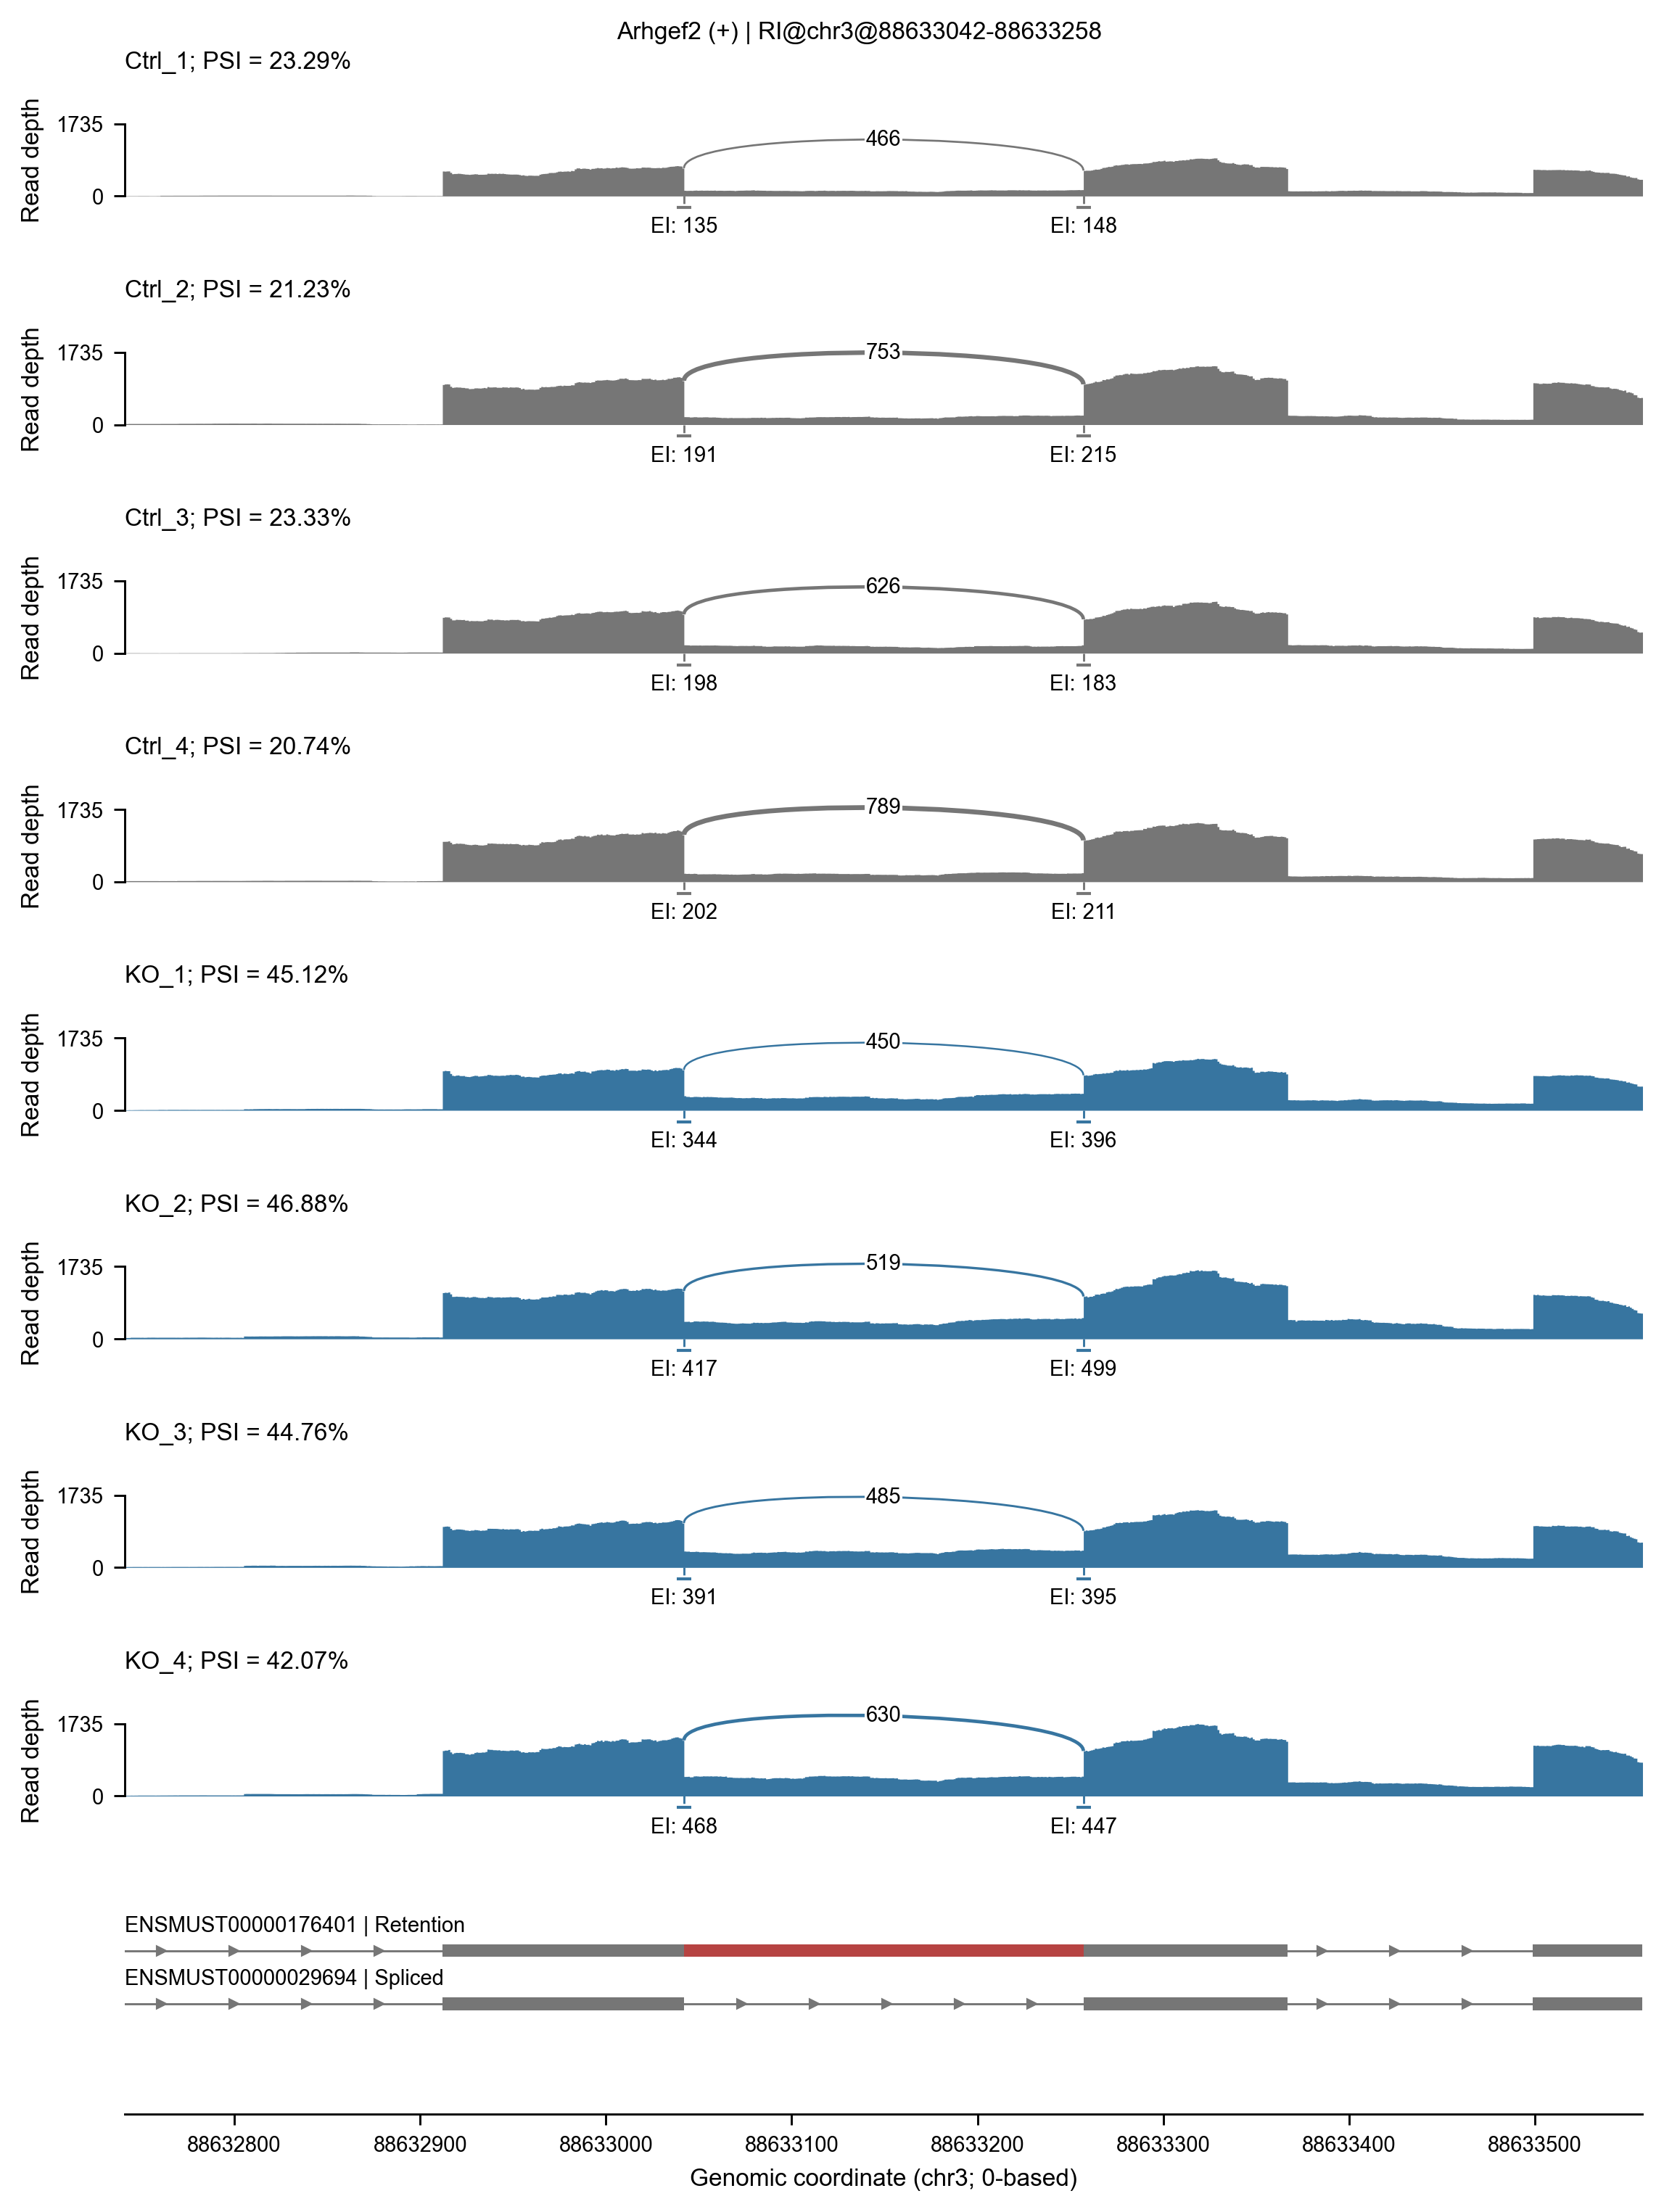 Arhgef2 (+) | RI@chr3@88633042-88633258
Ctrl_1; PSI = 23.29%
Read depth
1735
466
0
EI: 135
EI: 148
Ctrl_2; PSI = 21.23%
Read depth
1735
753
0
EI: 191
EI: 215
Ctrl_3; PSI = 23.33%
Read depth
1735
626
0
EI: 198
EI: 183
Ctrl_4; PSI = 20.74%
Read depth
1735
789
0
EI: 202
EI: 211
KO_1; PSI = 45.12%
Read depth
1735
450
0
EI: 344
EI: 396
KO_2; PSI = 46.88%
Read depth
1735
519
0
EI: 417
EI: 499
KO_3; PSI = 44.76%
Read depth
1735
485
0
EI: 391
EI: 395
KO_4; PSI = 42.07%
Read depth
1735
630
0
EI: 468
EI: 447
ENSMUST00000176401 | Retention
ENSMUST00000029694 | Spliced
88632800 88632900 88633000 88633100 88633200 88633300 88633400 88633500
Genomic coordinate (chr3; 0-based)